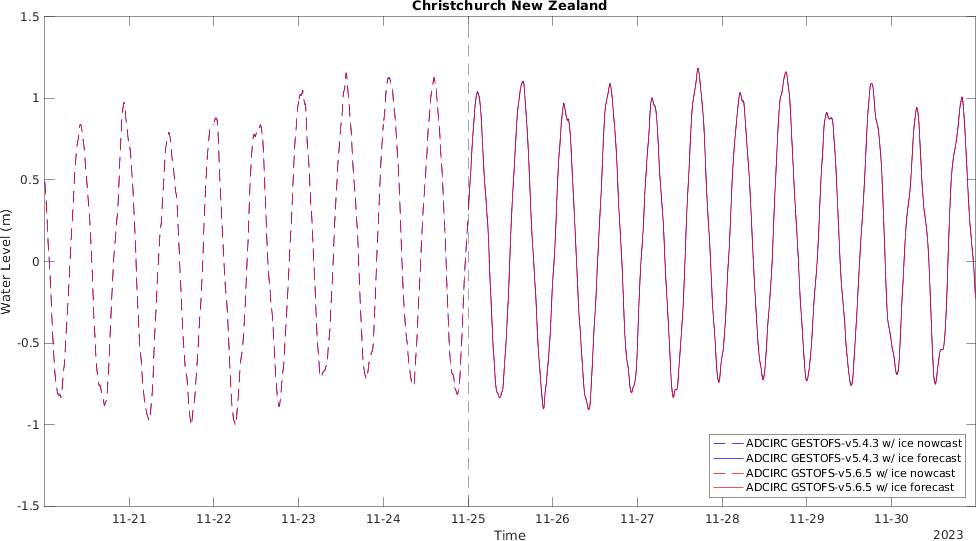 Christchurch New Zealand
1.5
1
0.5
0
-0.5
-1
-1.5
Water Level (m)
ADCIRC GESTOFS-v5.4.3 w/ ice nowcast
ADCIRC GESTOFS-v5.4.3 w/ ice forecast
ADCIRC GSTOFS-v5.6.5 w/ ice nowcast
ADCIRC GSTOFS-v5.6.5 w/ ice forecast
11-21 11-22 11-23 11-24 11-25 11-26 11-27 11-28 11-29 11-30
Time
2023